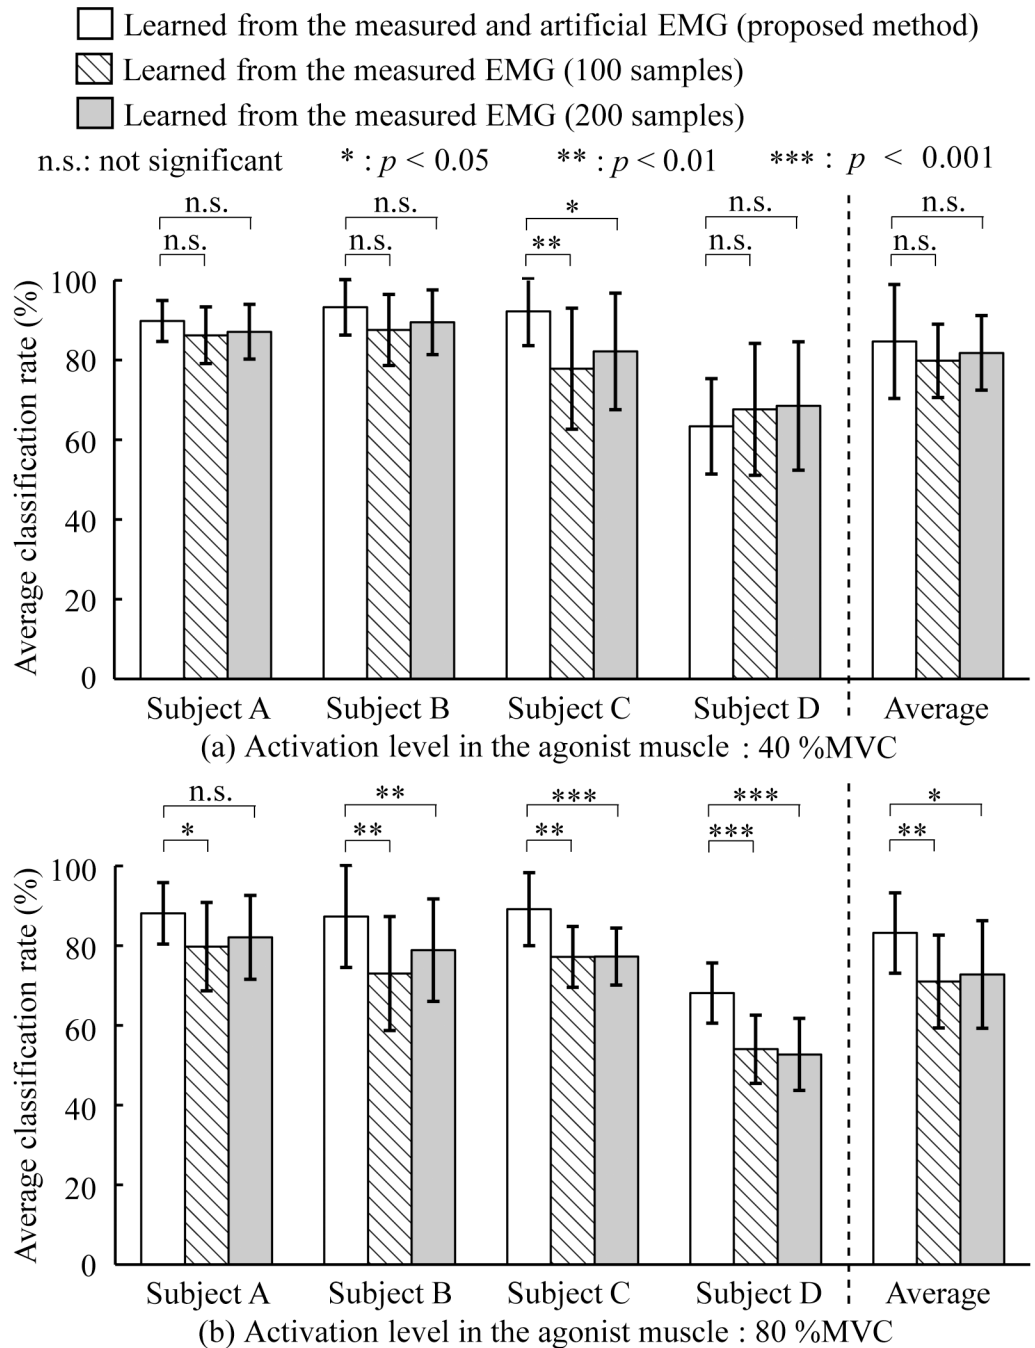 Learned from the measured and artificial EMG (proposed method)
Learned from the measured EMG (100 samples)
Learned from the measured EMG (200 samples)
n.s.: not significant * : p < 0.05 ** : p < 0.01 *** : p < 0.001
n.s. n.s. * n.s. n.s.
n.s. n.s. ** n.s. n.s.
Average classification rate (%)
100
80
60
40
20
0
Subject A Subject B Subject C Subject D Average
(a) Activation level in the agonist muscle : 40 %MVC
n.s. ** *** *** *
* ** ** *** **
Average classification rate (%)
100
80
60
40
20
0
Subject A Subject B Subject C Subject D Average
(b) Activation level in the agonist muscle : 80 %MVC